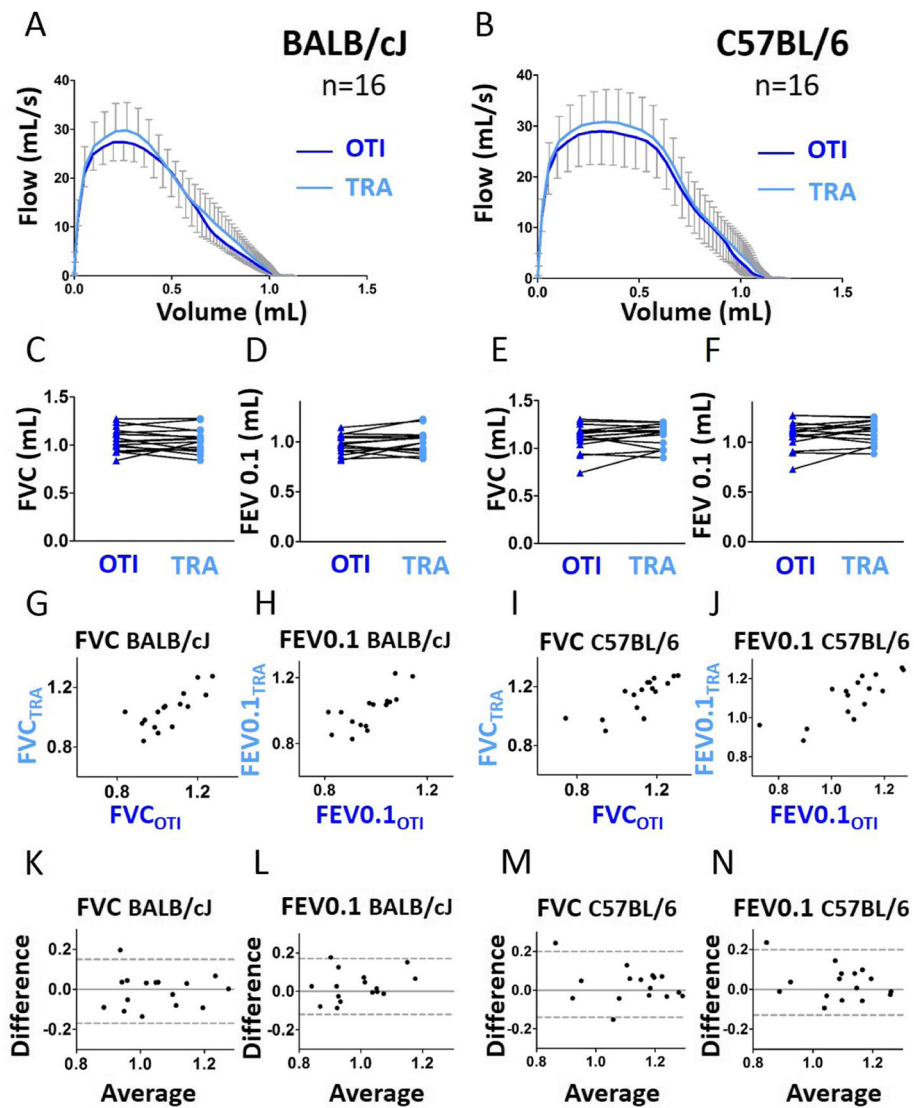 A
BALB/cJ
n=16
Flow (mL/s)
40
30
20
10
0
OTI
TRA
0.0 0.5 1.0 1.5
Volume (mL)
B
C57BL/6
n=16
Flow (mL/s)
40
30
20
10
0
OTI
TRA
0.0 0.5 1.0 1.5
Volume (mL)
C
FVC (mL)
1.5
1.0
0.5
0.0
OTI TRA
D
FEV 0.1 (mL)
1.0
0.5
0.0
OTI TRA
E
FVC (mL)
1.5
1.0
0.5
0.0
OTI TRA
F
FEV 0.1 (mL)
1.0
0.5
0.0
OTI TRA
G
FVC BALB/cJ
FVCTRA
1.2
0.8
0.8 1.2
FVCOTI
H
FEV0.1 BALB/cJ
FEV0.1TRA
1.2
1.0
0.8
0.8 1.0 1.2
FEV0.1OTI
I
FVC C57BL/6
FVCTRA
1.2
1.0
0.8
0.8 1.0 1.2
FVCOTI
J
FEV0.1 C57BL/6
FEV0.1TRA
1.2
1.0
0.8
0.8 1.0 1.2
FEV0.1OTI
K
FVC BALB/cJ
Difference
0.2
0.0
-0.2
0.8 1.0 1.2
Average
L
FEV0.1 BALB/cJ
Difference
0.2
0.0
-0.2
0.8 1.0 1.2
Average
M
FVC C57BL/6
Difference
0.2
0.0
-0.2
0.8 1.0 1.2
Average
N
FEV0.1 C57BL/6
Difference
0.2
0.0
-0.2
0.8 1.0 1.2
Average